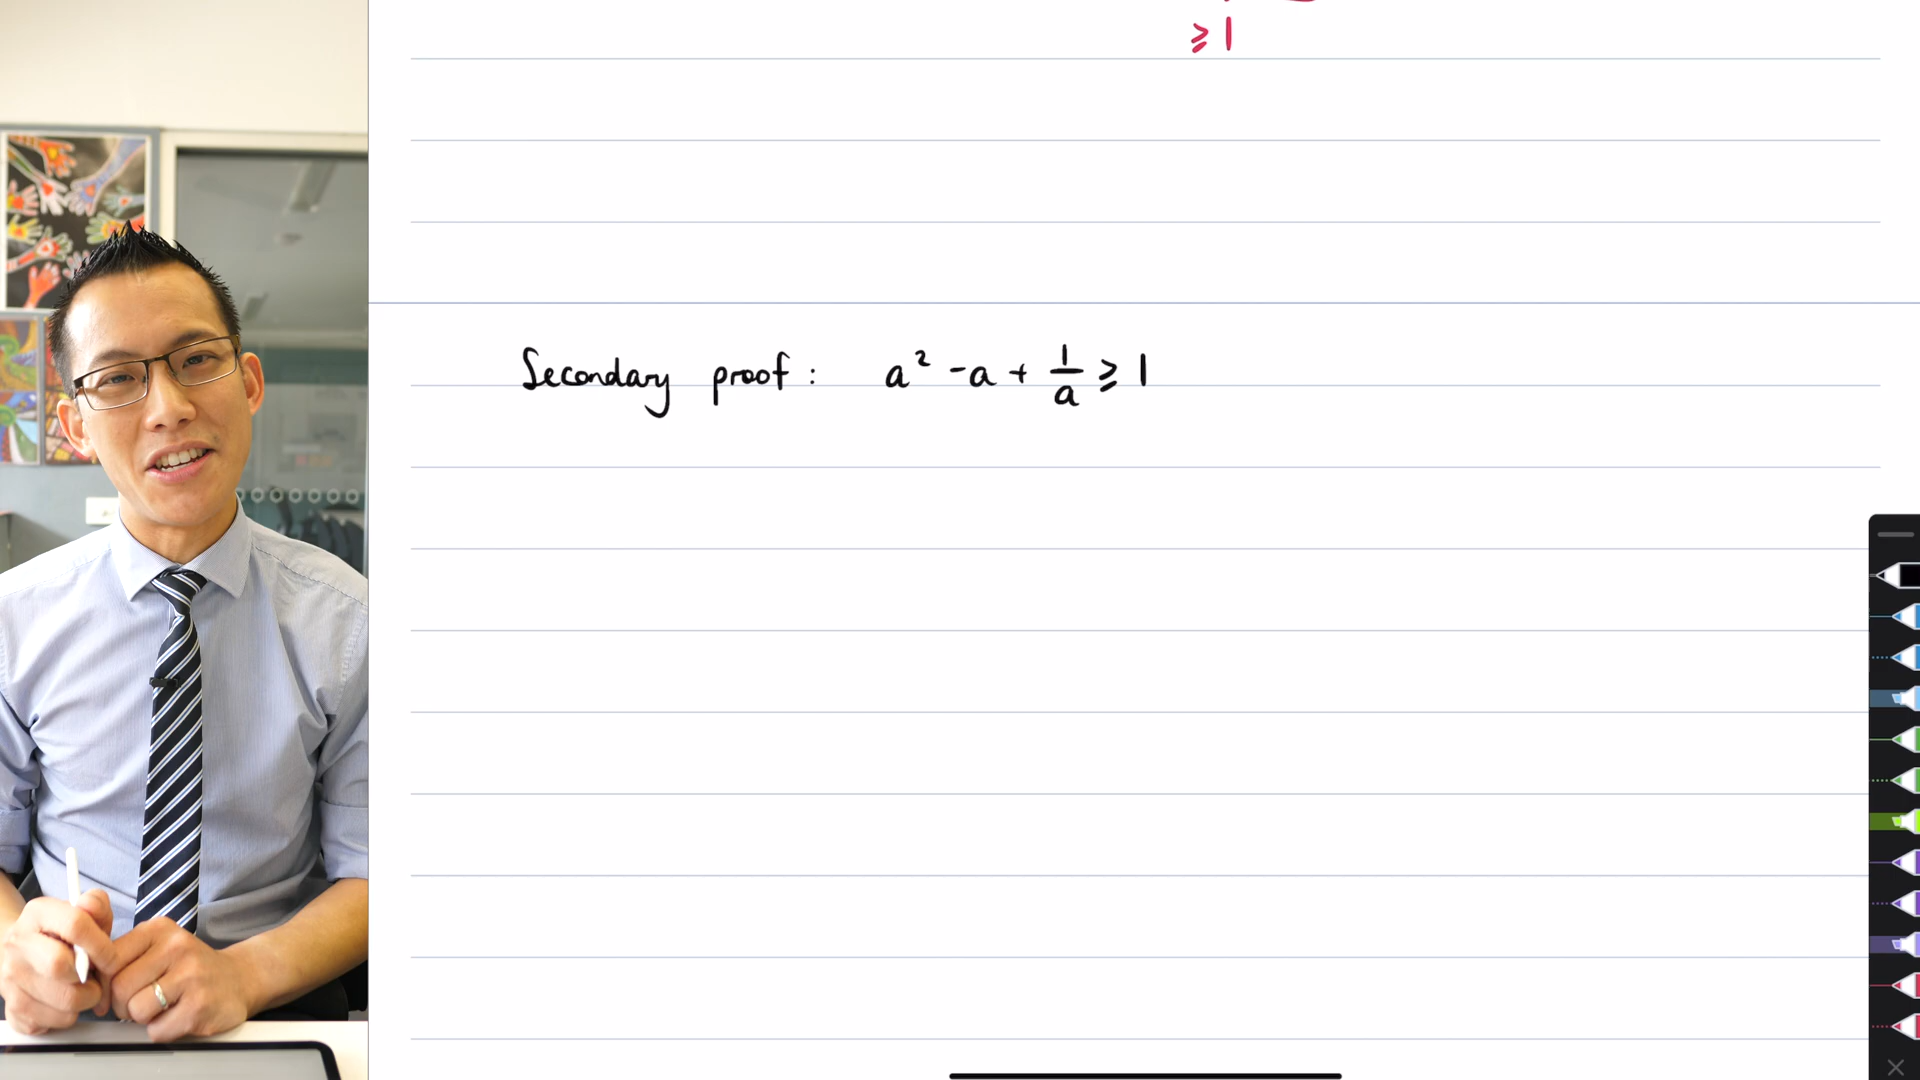 ≥ 1
Secondary proof : a² - a + 1/a ≥ 1